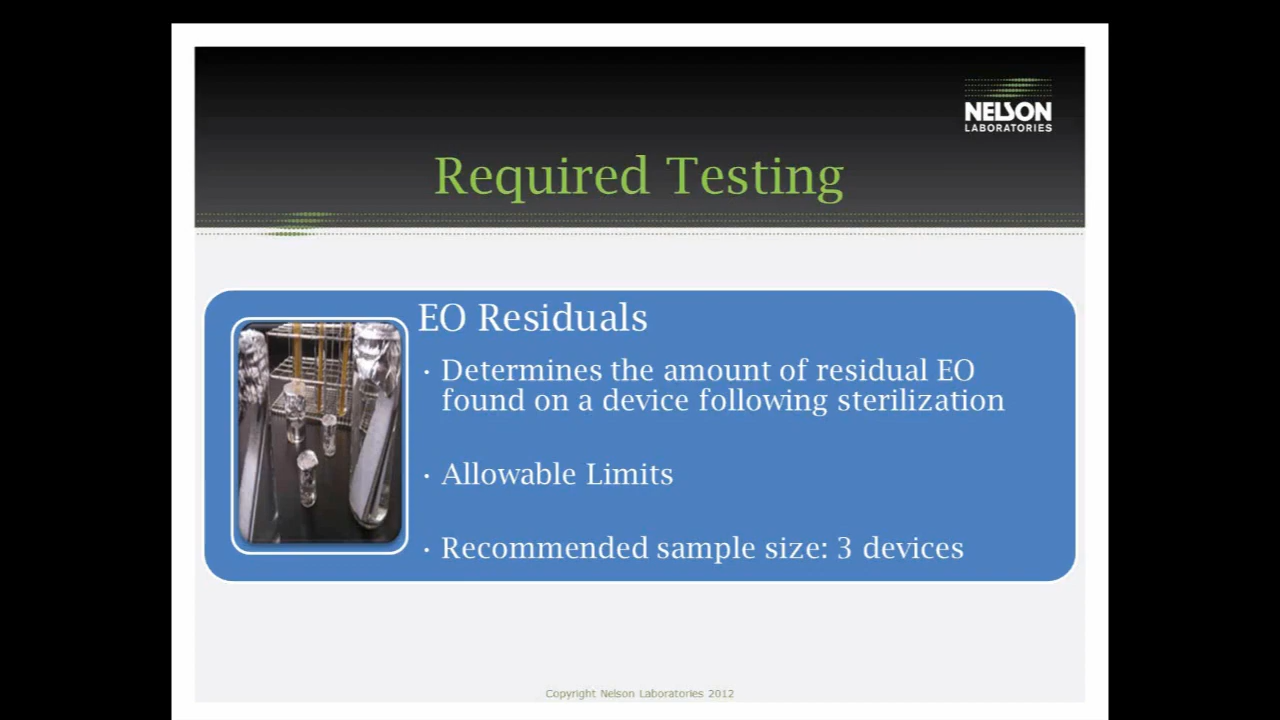 NELSON
LABORATORIES
Required Testing
EO Residuals
· Determines the amount of residual EO
found on a device following sterilization
· Allowable Limits
· Recommended sample size: 3 devices
Copyright Nelson Laboratories 2012